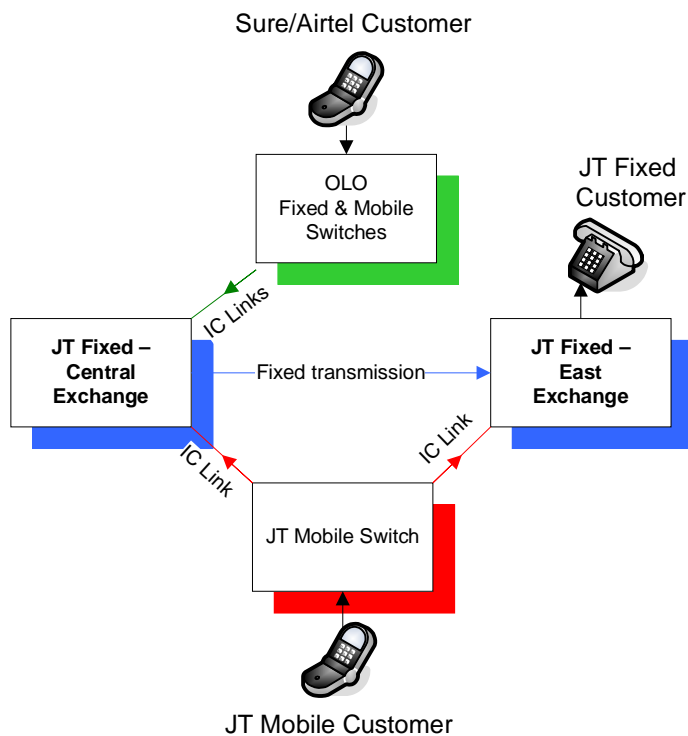 Sure/Airtel Customer
OLO
Fixed & Mobile
Switches
JT Fixed
Customer
IC Links
JT Fixed –
Central
Exchange
Fixed transmission
JT Fixed –
East
Exchange
IC Link
IC Link
JT Mobile Switch
JT Mobile Customer